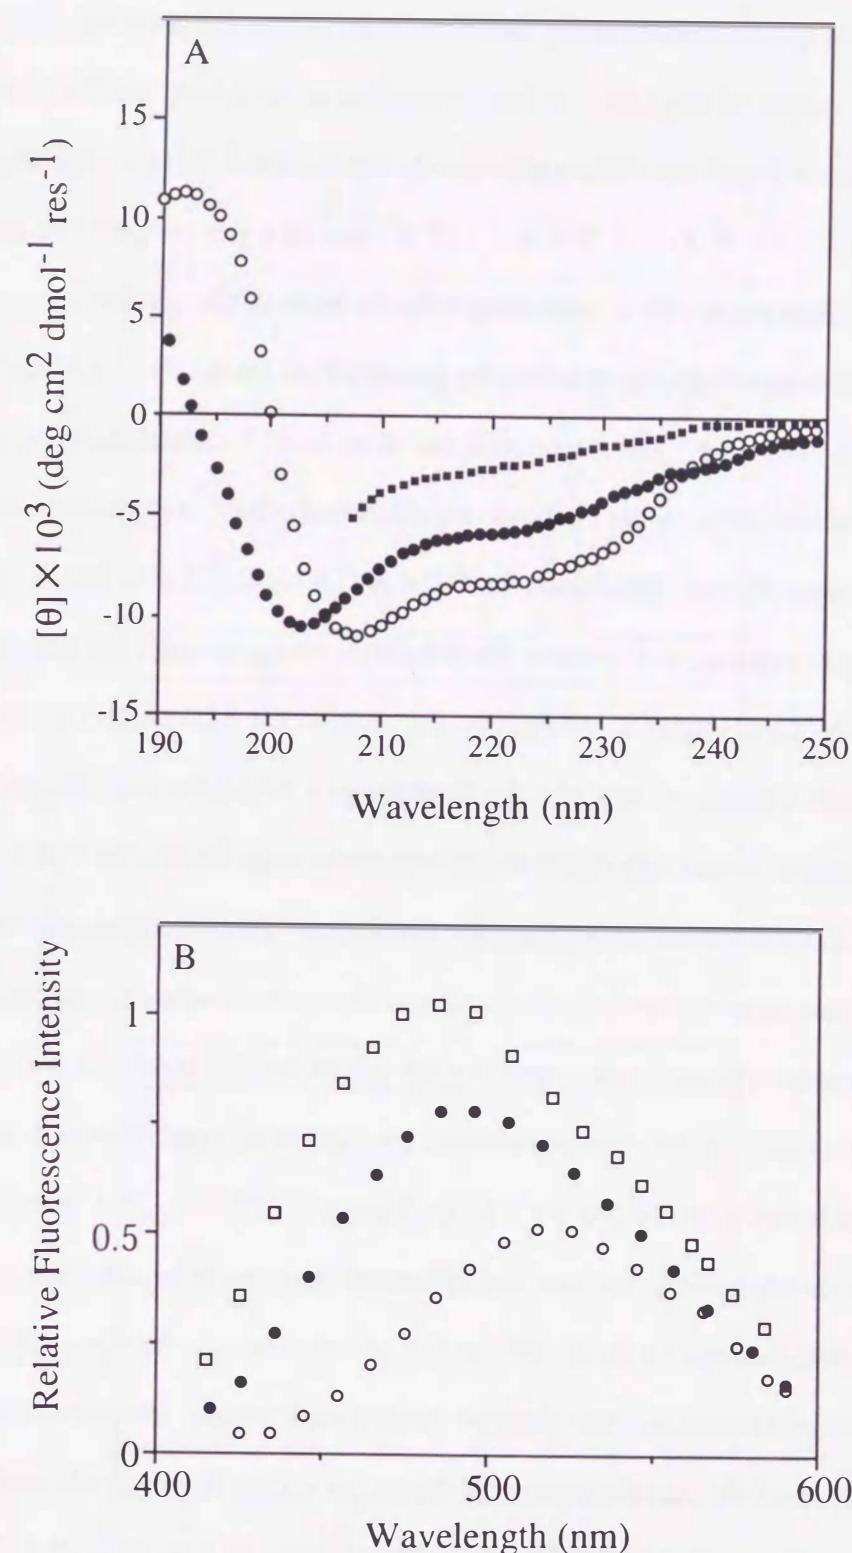 A
[θ] ×10³ (deg cm² dmol⁻¹ res⁻¹)
15
10
5
0
-5
-10
-15
190 200 210 220 230 240 250
Wavelength (nm)
B
Relative Fluorescence Intensity
1
0.5
0
400 500 600
Wavelength (nm)